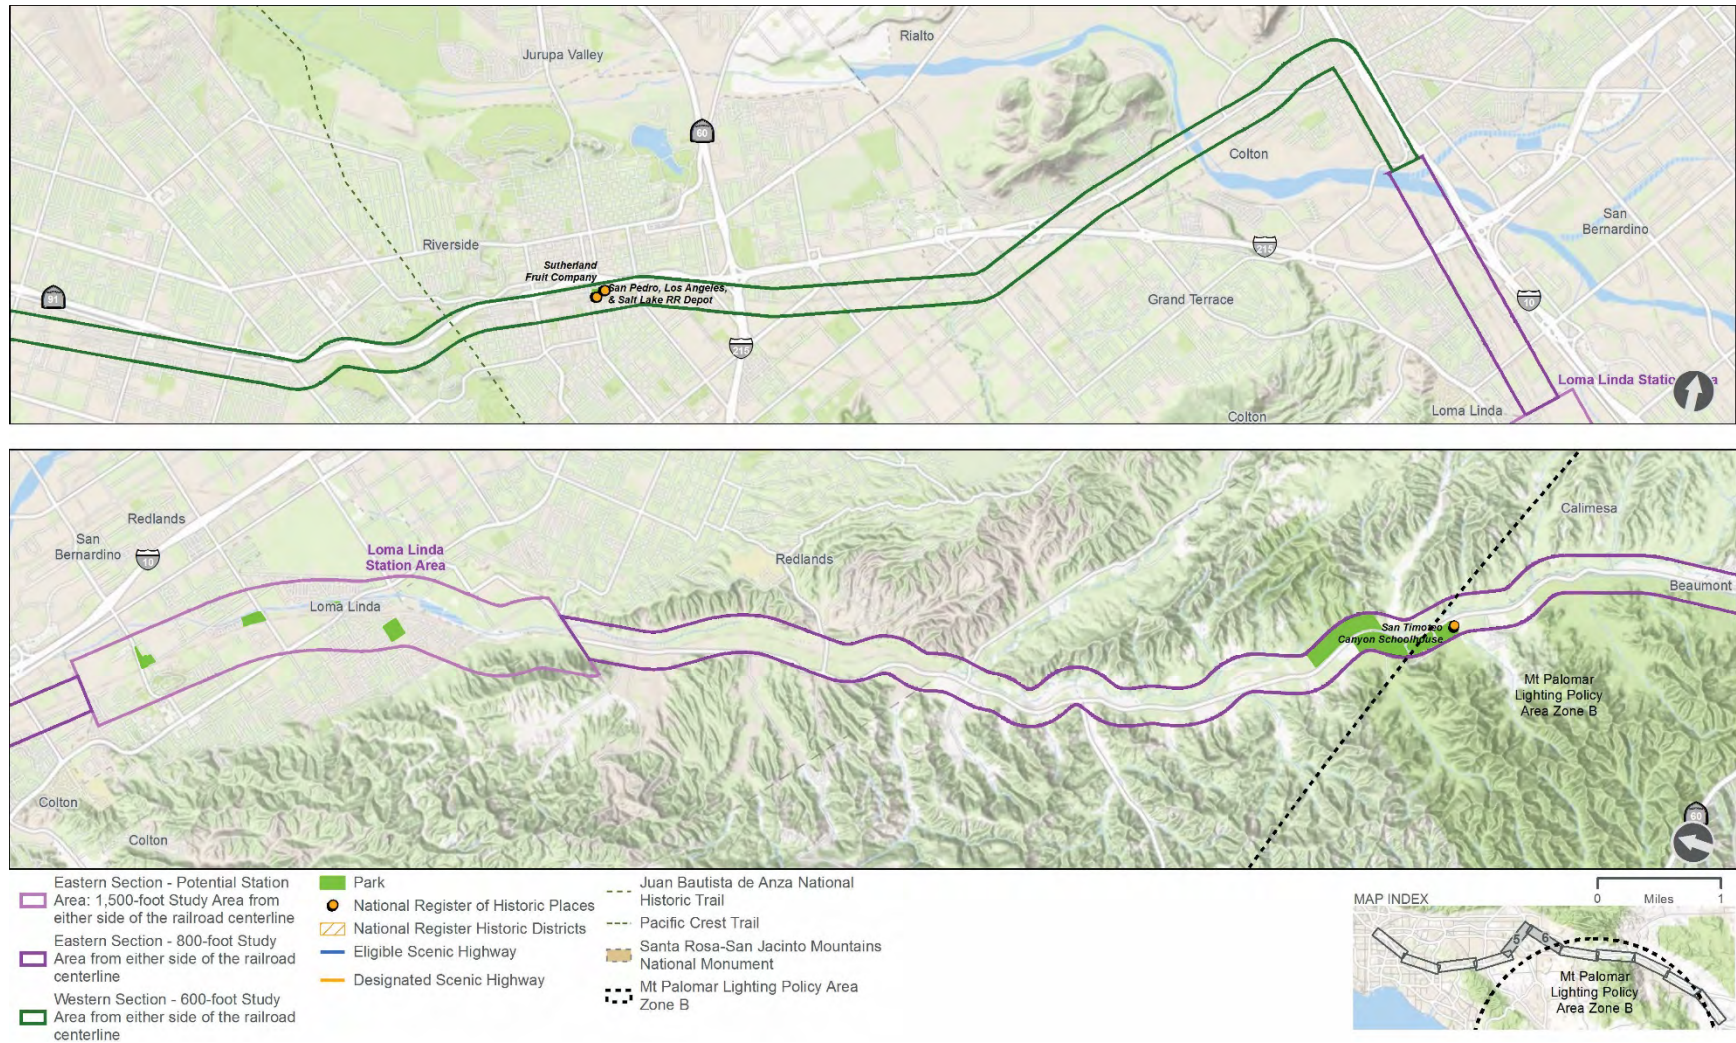 Jurupa Valley
Rialto
60
Colton
Riverside
San
Bernardino
Sutherland
Fruit Company
San Pedro, Los Angeles,
& Salt Lake RR Depot
215
91
Grand Terrace
10
215
Loma Linda Stati
a
Colton
Loma Linda
Redlands
San
Bernardino
10
Loma Linda
Station Area
Loma Linda
Redlands
Calimesa
Beaumont
San Timoteo
Canyon Schoolhouse
Mt Palomar
Lighting Policy
Area Zone B
Colton
Colton
60
Eastern Section - Potential Station
Area: 1,500-foot Study Area from
either side of the railroad centerline
Eastern Section - 800-foot Study
Area from either side of the railroad
centerline
Western Section - 600-foot Study
Area from either side of the railroad
centerline
Park
National Register of Historic Places
National Register Historic Districts
Eligible Scenic Highway
Designated Scenic Highway
Juan Bautista de Anza National
Historic Trail
Pacific Crest Trail
Santa Rosa-San Jacinto Mountains
National Monument
Mt Palomar Lighting Policy Area
Zone B
0 Miles 1
MAP INDEX
5
6
Mt Palomar
Lighting Policy
Area Zone B